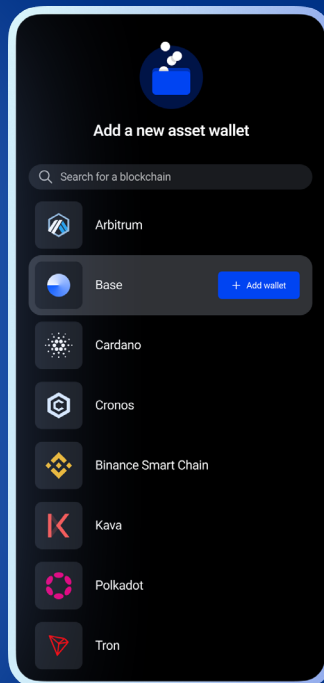 Add a new asset wallet
Search for a blockchain
Arbitrum
Base
+ Add wallet
Cardano
Cronos
Binance Smart Chain
Kava
Polkadot
Tron